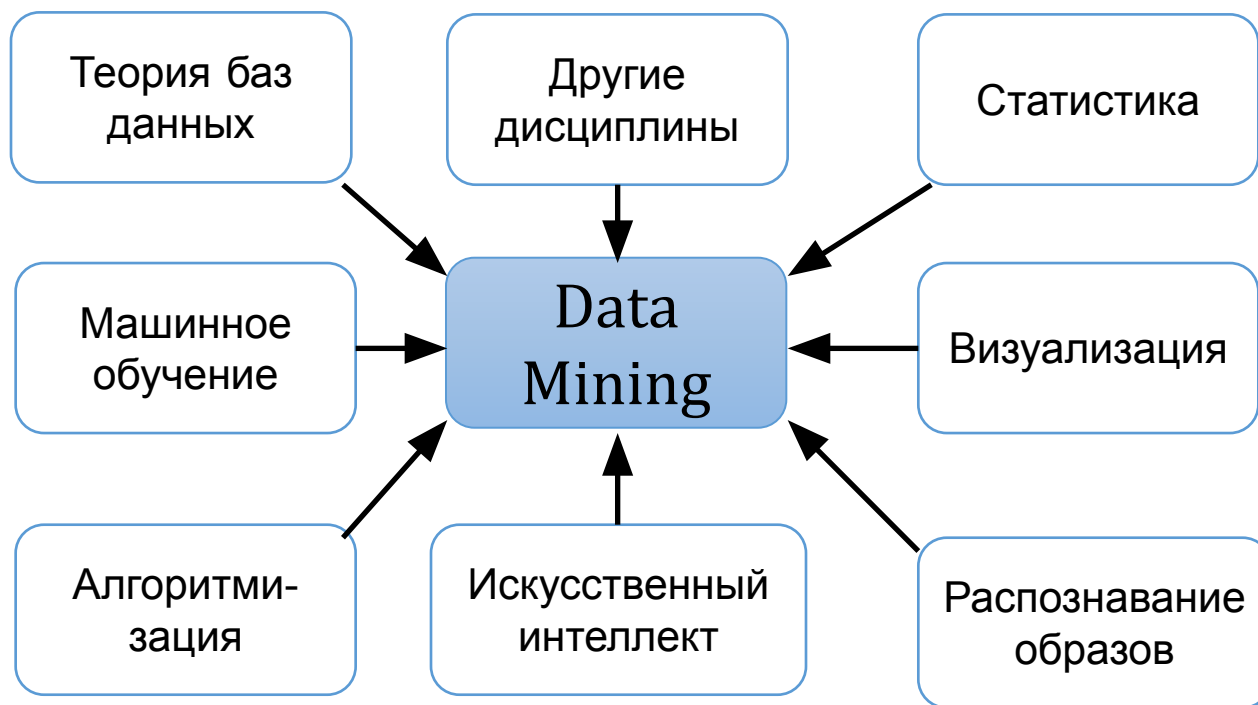 Теория баз
данных
Другие
дисциплины
Статистика
Машинное
обучение
Data
Mining
Визуализация
Алгоритми-
зация
Искусственный
интеллект
Распознавание
образов